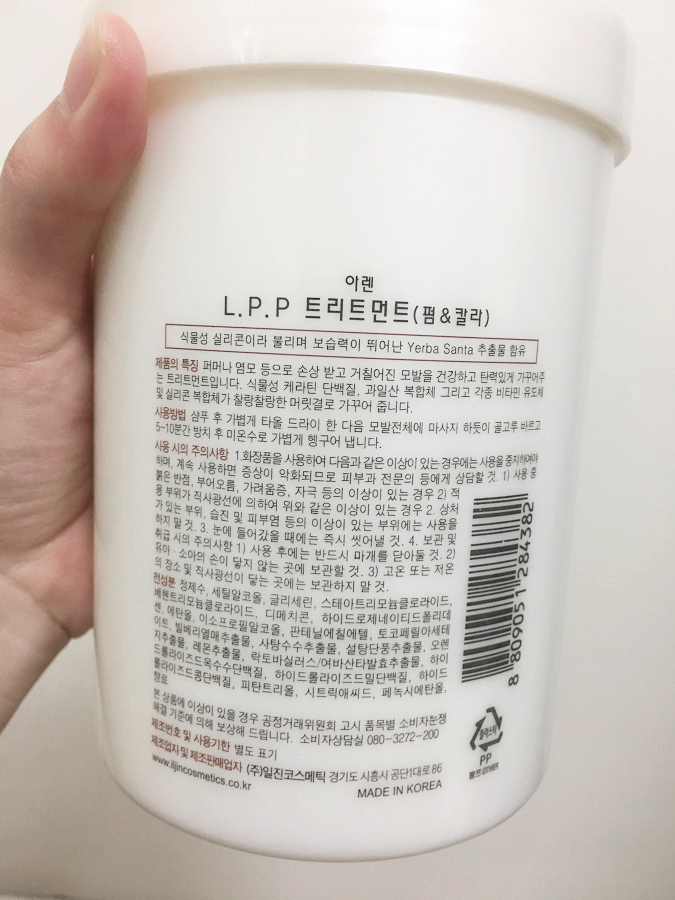 아렌
L.P.P 트리트먼트(펌&칼라)
식물성 실리콘이라 불리며 보습력이 뛰어난 Yerba Santa 추출물 함유
제품의 특징 퍼머나 염모 등으로 손상 받고 거칠어진 모발을 건강하고 탄력있게 가꾸어주
는 트리트먼트입니다. 식물성 케라틴 단백질, 과일산 복합체 그리고 각종 비타민 유도체
및 실리콘 복합체가 찰랑찰랑한 머릿결로 가꾸어 줍니다.
사용방법 샴푸 후 가볍게 타올 드라이 한 다음 모발전체에 마사지 하듯이 골고루 바르고
5~10분간 방치 후 미온수로 가볍게 헹구어 냅니다.
사용 시의 주의사항 1.화장품을 사용하여 다음과 같은 이상이 있는 경우에는 사용을 중지하여야
하며, 계속 사용하면 증상이 악화되므로 피부과 전문의 등에게 상담할 것. 1) 사용 중
붉은 반점, 부어오름, 가려움증, 자극 등의 이상이 있는 경우 2) 적
용 부위가 직사광선에 의하여 위와 같은 이상이 있는 경우 2. 상처
가 있는 부위, 습진 및 피부염 등의 이상이 있는 부위에는 사용을
하지 말 것. 3. 눈에 들어갔을 때에는 즉시 씻어낼 것. 4. 보관 및
취급 시의 주의사항 1) 사용 후에는 반드시 마개를 닫아둘 것. 2)
유아·소아의 손이 닿지 않는 곳에 보관할 것. 3) 고온 또는 저온
의 장소 및 직사광선이 닿는 곳에는 보관하지 말 것.
전성분 정제수, 세틸알코올, 글리세린, 스테아트리모늄클로라이드,
베헨트리모늄클로라이드, 디메치콘, 하이드로제네이티드폴리데
센, 에탄올, 이소프로필알코올, 판테닐에칠에텔, 토코페릴아세테
이트, 빌베리열매추출물, 사탕수수추출물, 설탕단풍추출물, 오렌
지추출물, 레몬추출물, 락토바실러스/여바산타발효추출물, 하이
드롤라이즈드옥수수단백질, 하이드롤라이즈드밀단백질, 하이드
롤라이즈드콩단백질, 피탄트리올, 시트릭애씨드, 페녹시에탄올,
향료
본 상품에 이상이 있을 경우 공정거래위원회 고시 품목별 소비자분쟁
해결 기준에 의해 보상해 드립니다. 소비자상담실 080-3272-200
제조번호 및 사용기한 별도 표기
제조업자 및 제조판매업자 (주)일진코스메틱 경기도 시흥시 공단1대로 86
www.iljincosmetics.co.kr
MADE IN KOREA
8 809051 284382
플라스틱
PP